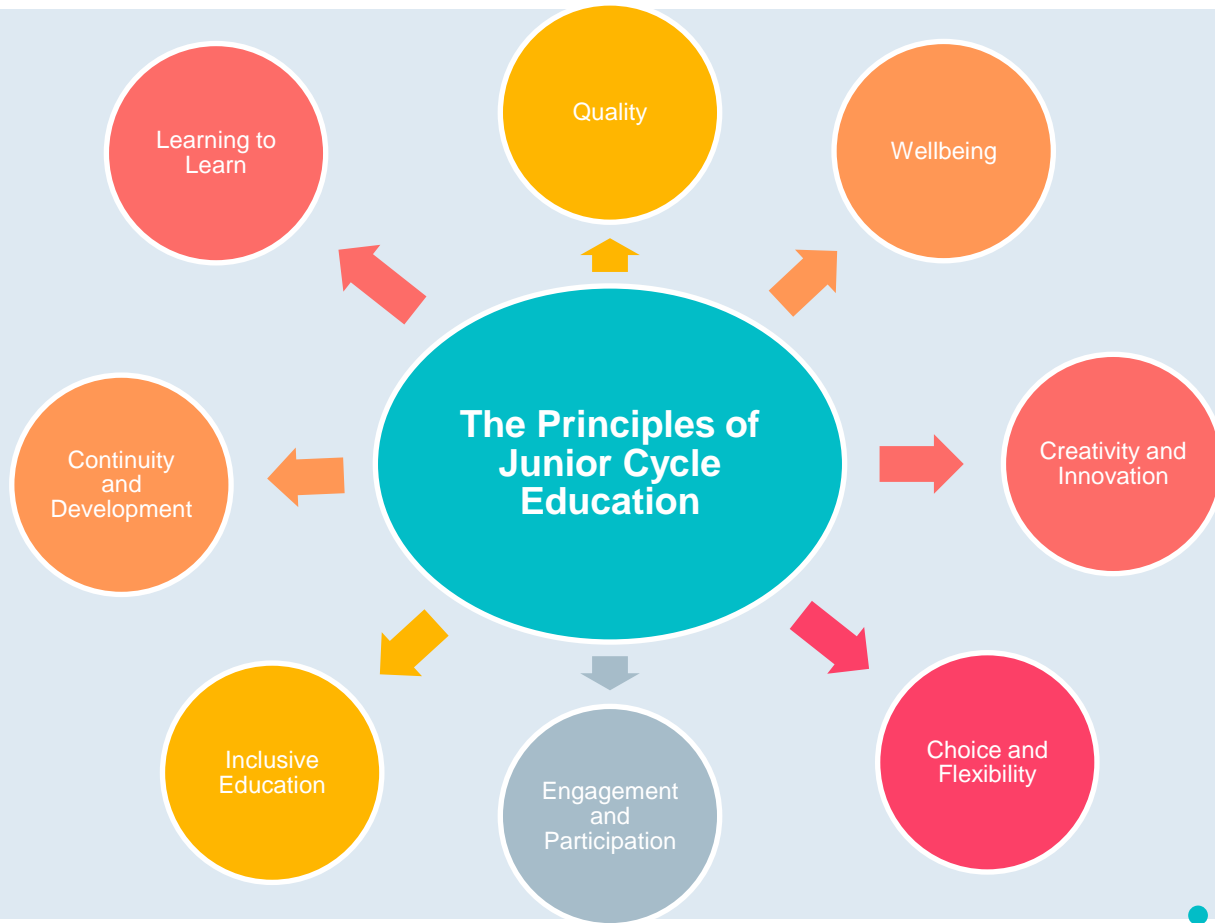 The Principles of
Junior Cycle
Education
Quality
Wellbeing
Creativity and
Innovation
Choice and
Flexibility
Engagement
and
Participation
Inclusive
Education
Continuity
and
Development
Learning to
Learn